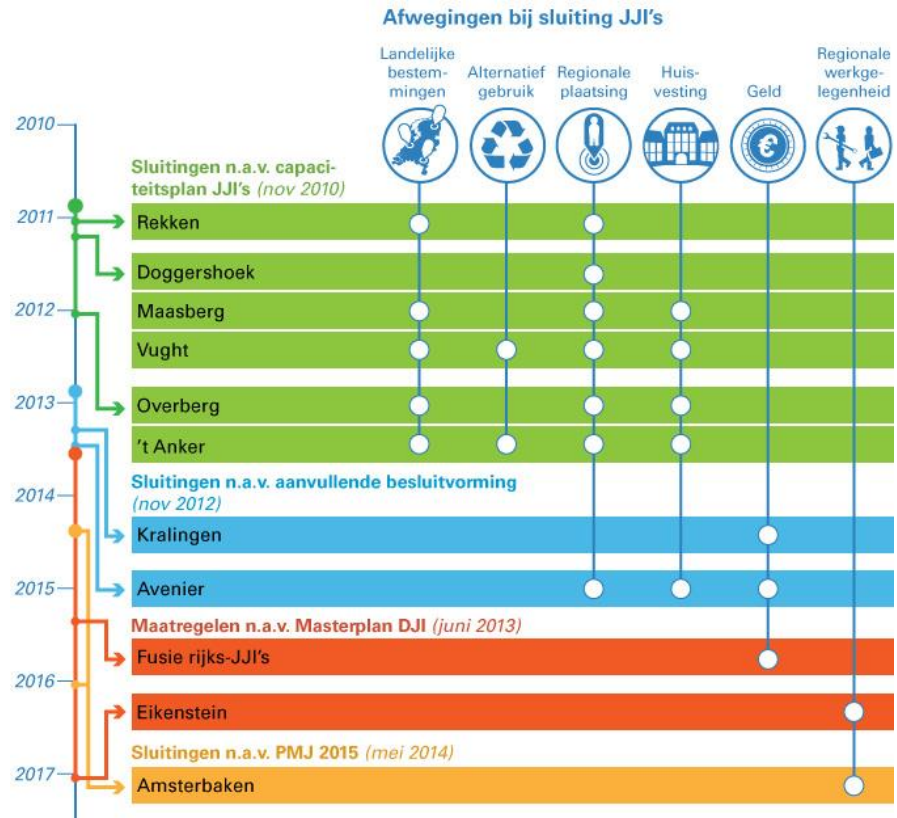 Afwegingen bij sluiting JJI's
Landelijke
bestem-
mingen
Alternatief
gebruik
Regionale
plaatsing
Huis-
vesting
Geld
Regionale
werkge-
legenheid
€
2010
Sluitingen n.a.v. capaci-
teitsplan JJI's (nov 2010)
2011
Rekken
Doggershoek
2012
Maasberg
Vught
2013
Overberg
't Anker
Sluitingen n.a.v. aanvullende besluitvorming
2014
(nov 2012)
Kralingen
2015
Avenier
Maatregelen n.a.v. Masterplan DJI (juni 2013)
Fusie rijks-JJI's
2016
Eikenstein
Sluitingen n.a.v. PMJ 2015 (mei 2014)
2017
Amsterbaken